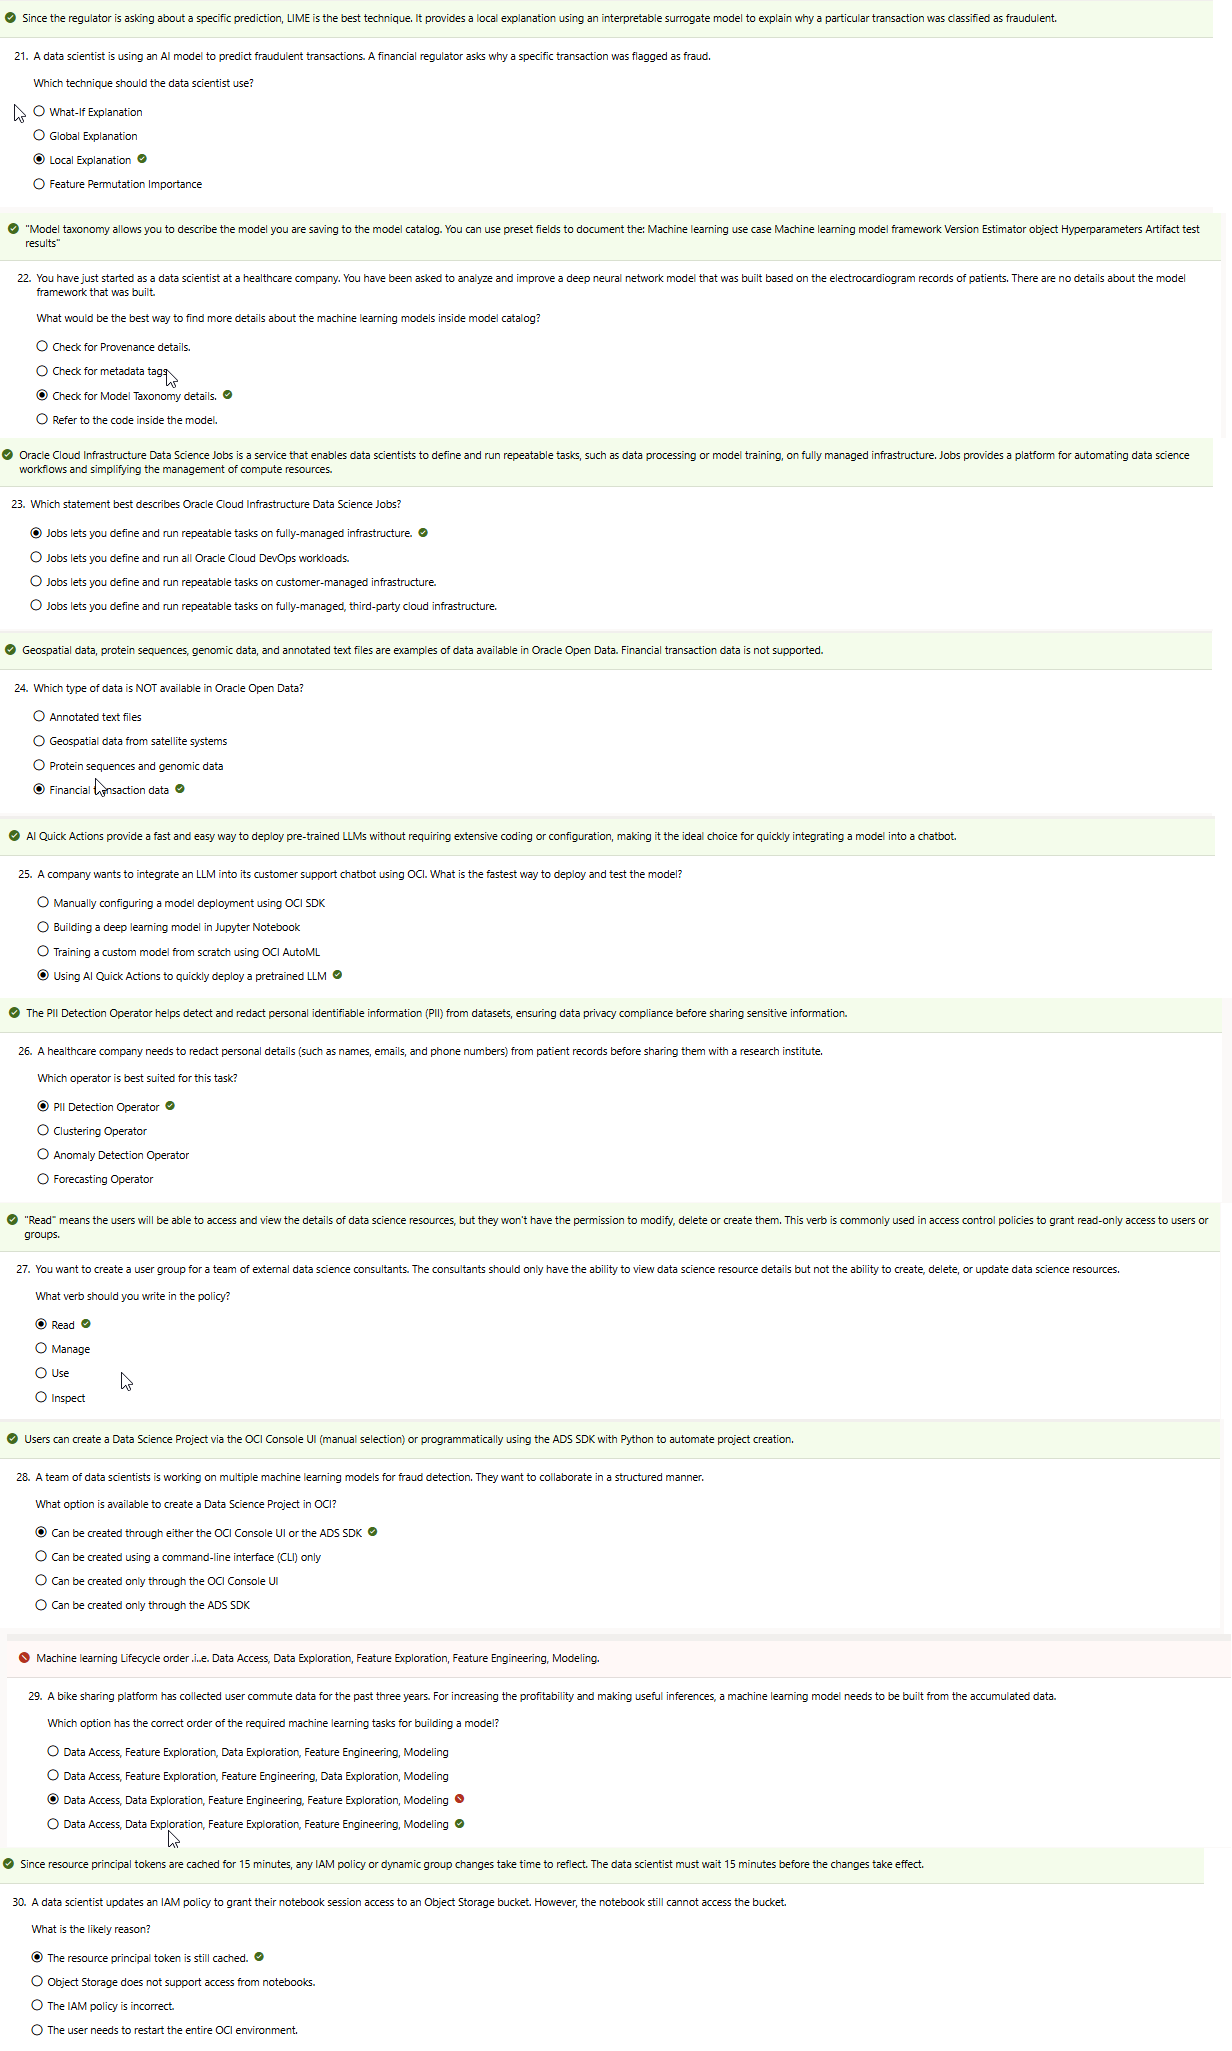 Since the regulator is asking about a specific prediction, LIME is the best technique. It provides a local explanation using an interpretable surrogate model to explain why a particular transaction was classified as fraudulent.
21. A data scientist is using an AI model to predict fraudulent transactions. A financial regulator asks why a specific transaction was flagged as fraud.
Which technique should the data scientist use?
What-If Explanation
Global Explanation
Local Explanation
Feature Permutation Importance
"Model taxonomy allows you to describe the model you are saving to the model catalog. You can use preset fields to document the: Machine learning use case Machine learning model framework Version Estimator object Hyperparameters Artifact test
results"
22. You have just started as a data scientist at a healthcare company. You have been asked to analyze and improve a deep neural network model that was built based on the electrocardiogram records of patients. There are no details about the model
framework that was built.
What would be the best way to find more details about the machine learning models inside model catalog?
Check for Provenance details.
Check for metadata tags
Check for Model Taxonomy details.
Refer to the code inside the model.
Oracle Cloud Infrastructure Data Science Jobs is a service that enables data scientists to define and run repeatable tasks, such as data processing or model training, on fully managed infrastructure. Jobs provides a platform for automating data science
workflows and simplifying the management of compute resources.
23. Which statement best describes Oracle Cloud Infrastructure Data Science Jobs?
Jobs lets you define and run repeatable tasks on fully-managed infrastructure.
Jobs lets you define and run all Oracle Cloud DevOps workloads.
Jobs lets you define and run repeatable tasks on customer-managed infrastructure.
Jobs lets you define and run repeatable tasks on fully-managed, third-party cloud infrastructure.
Geospatial data, protein sequences, genomic data, and annotated text files are examples of data available in Oracle Open Data. Financial transaction data is not supported.
24. Which type of data is NOT available in Oracle Open Data?
Annotated text files
Geospatial data from satellite systems
Protein sequences and genomic data
Financial transaction data
AI Quick Actions provide a fast and easy way to deploy pre-trained LLMs without requiring extensive coding or configuration, making it the ideal choice for quickly integrating a model into a chatbot.
25. A company wants to integrate an LLM into its customer support chatbot using OCI. What is the fastest way to deploy and test the model?
Manually configuring a model deployment using OCI SDK
Building a deep learning model in Jupyter Notebook
Training a custom model from scratch using OCI AutoML
Using AI Quick Actions to quickly deploy a pretrained LLM
The PII Detection Operator helps detect and redact personal identifiable information (PII) from datasets, ensuring data privacy compliance before sharing sensitive information.
26. A healthcare company needs to redact personal details (such as names, emails, and phone numbers) from patient records before sharing them with a research institute.
Which operator is best suited for this task?
PII Detection Operator
Clustering Operator
Anomaly Detection Operator
Forecasting Operator
"Read" means the users will be able to access and view the details of data science resources, but they won't have the permission to modify, delete or create them. This verb is commonly used in access control policies to grant read-only access to users or
groups.
27. You want to create a user group for a team of external data science consultants. The consultants should only have the ability to view data science resource details but not the ability to create, delete, or update data science resources.
What verb should you write in the policy?
Read
Manage
Use
Inspect
Users can create a Data Science Project via the OCI Console UI (manual selection) or programmatically using the ADS SDK with Python to automate project creation.
28. A team of data scientists is working on multiple machine learning models for fraud detection. They want to collaborate in a structured manner.
What option is available to create a Data Science Project in OCI?
Can be created through either the OCI Console UI or the ADS SDK
Can be created using a command-line interface (CLI) only
Can be created only through the OCI Console UI
Can be created only through the ADS SDK
Machine learning Lifecycle order .i..e. Data Access, Data Exploration, Feature Exploration, Feature Engineering, Modeling.
29. A bike sharing platform has collected user commute data for the past three years. For increasing the profitability and making useful inferences, a machine learning model needs to be built from the accumulated data.
Which option has the correct order of the required machine learning tasks for building a model?
Data Access, Feature Exploration, Data Exploration, Feature Engineering, Modeling
Data Access, Feature Exploration, Feature Engineering, Data Exploration, Modeling
Data Access, Data Exploration, Feature Engineering, Feature Exploration, Modeling
Data Access, Data Exploration, Feature Exploration, Feature Engineering, Modeling
Since resource principal tokens are cached for 15 minutes, any IAM policy or dynamic group changes take time to reflect. The data scientist must wait 15 minutes before the changes take effect.
30. A data scientist updates an IAM policy to grant their notebook session access to an Object Storage bucket. However, the notebook still cannot access the bucket.
What is the likely reason?
The resource principal token is still cached.
Object Storage does not support access from notebooks.
The IAM policy is incorrect.
The user needs to restart the entire OCI environment.